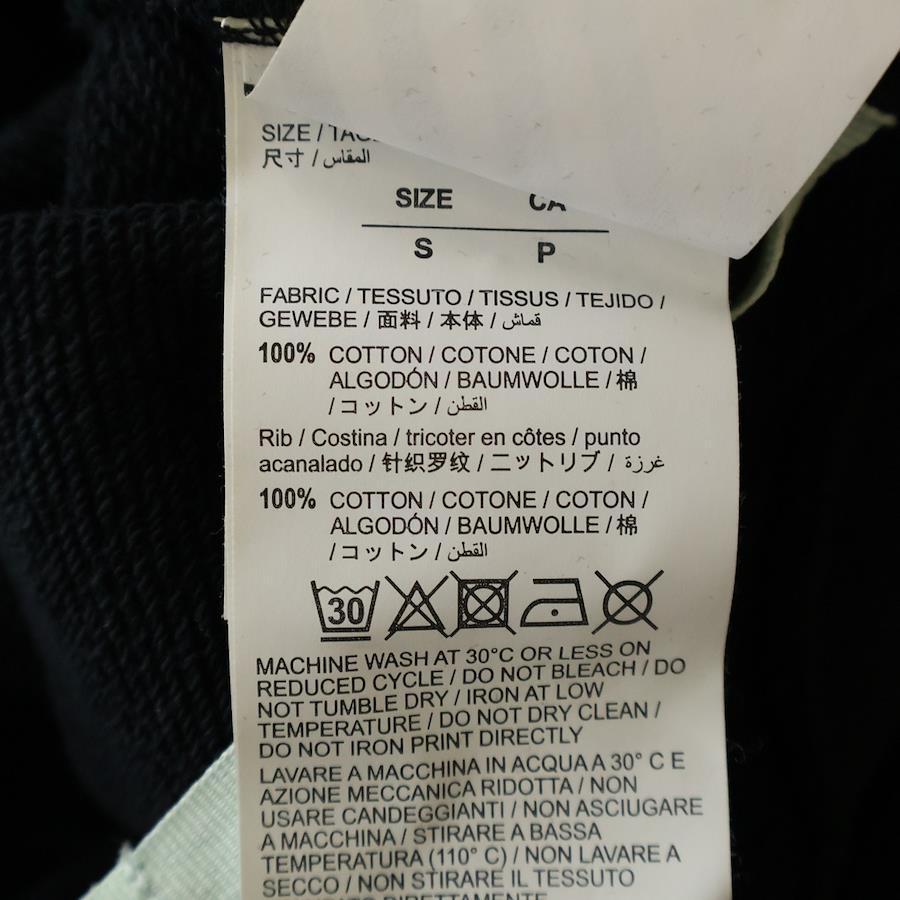 SIZE /
尺寸 / المقاس
SIZE CA
S P
FABRIC / TESSUTO / TISSUS / TEJIDO /
GEWEBE / 面料 / 本体 / قماش
100% COTTON / COTONE / COTON /
ALGODÓN / BAUMWOLLE / 棉
/ コットン / القطن
Rib / Costina / tricoter en côtes / punto
acanalado / 针织罗纹 / ニットリブ / غرزة
100% COTTON / COTONE / COTON /
ALGODÓN / BAUMWOLLE / 棉
/ コットン / القطن
30
MACHINE WASH AT 30°C OR LESS ON
REDUCED CYCLE / DO NOT BLEACH / DO
NOT TUMBLE DRY / IRON AT LOW
TEMPERATURE / DO NOT DRY CLEAN /
DO NOT IRON PRINT DIRECTLY
LAVARE A MACCHINA IN ACQUA A 30° C E
AZIONE MECCANICA RIDOTTA / NON
USARE CANDEGGIANTI / NON ASCIUGARE
A MACCHINA / STIRARE A BASSA
TEMPERATURA (110° C) / NON LAVARE A
SECCO / NON STIRARE IL TESSUTO
DIRETTAMENTE